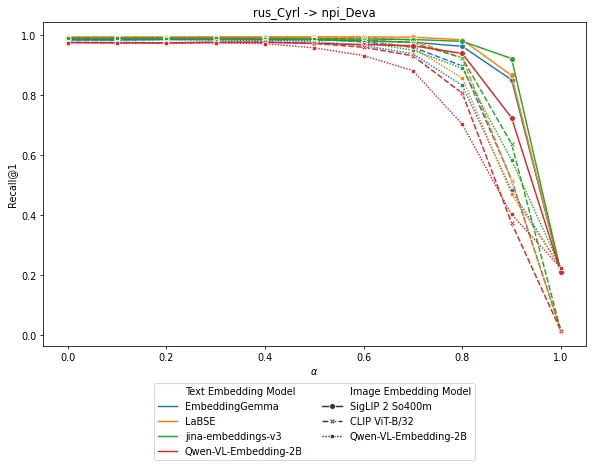 rus_Cyrl -> npi_Deva
1.0
0.8
0.6
0.4
0.2
0.0
Recall@1
0.0 0.2 0.4 0.6 0.8 1.0
α
Text Embedding Model Image Embedding Model
EmbeddingGemma SigLIP 2 So400m
LaBSE CLIP ViT-B/32
jina-embeddings-v3 Qwen-VL-Embedding-2B
Qwen-VL-Embedding-2B